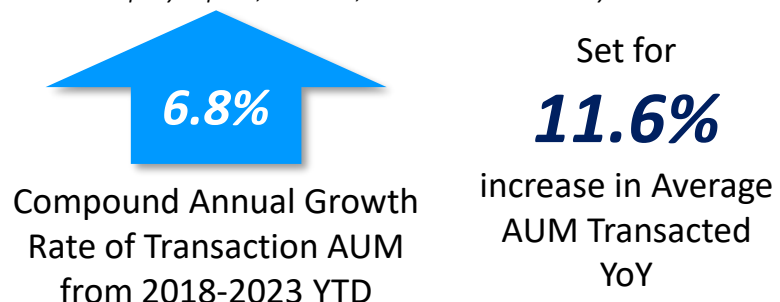 6.8%
Compound Annual Growth
Rate of Transaction AUM
from 2018-2023 YTD
Set for
11.6%
increase in Average
AUM Transacted
YoY